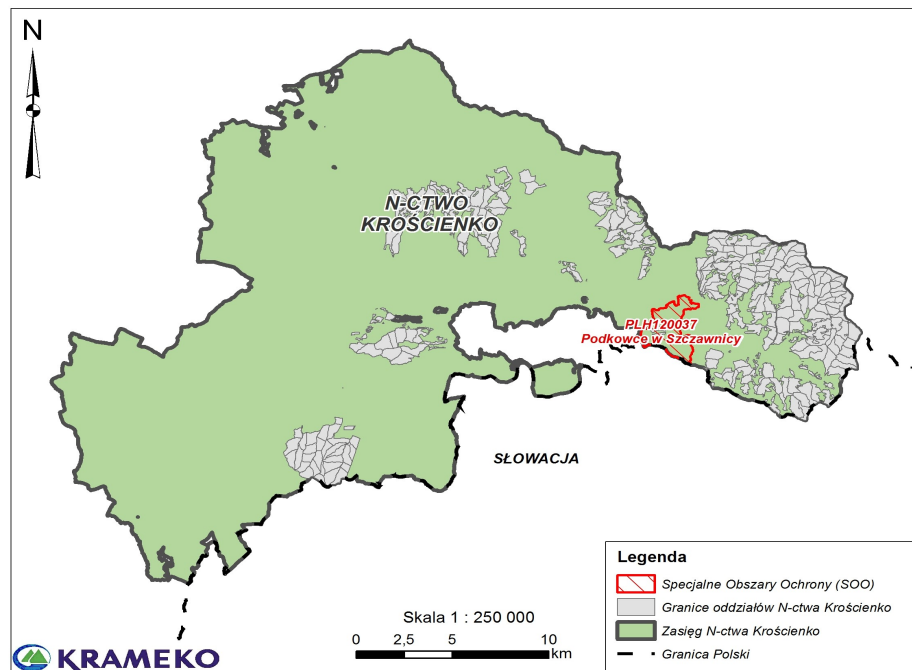 N
N-CTWO
KROŚCIENKO
PLH120037
Podkowce w Szczawnicy
SŁOWACJA
Legenda
Specjalne Obszary Ochrony (SOO)
Granice oddziałów N-ctwa Krościenko
Zasięg N-ctwa Krościenko
Granica Polski
Skala 1 : 250 000
0 2,5 5 10
km
KRAMEKO